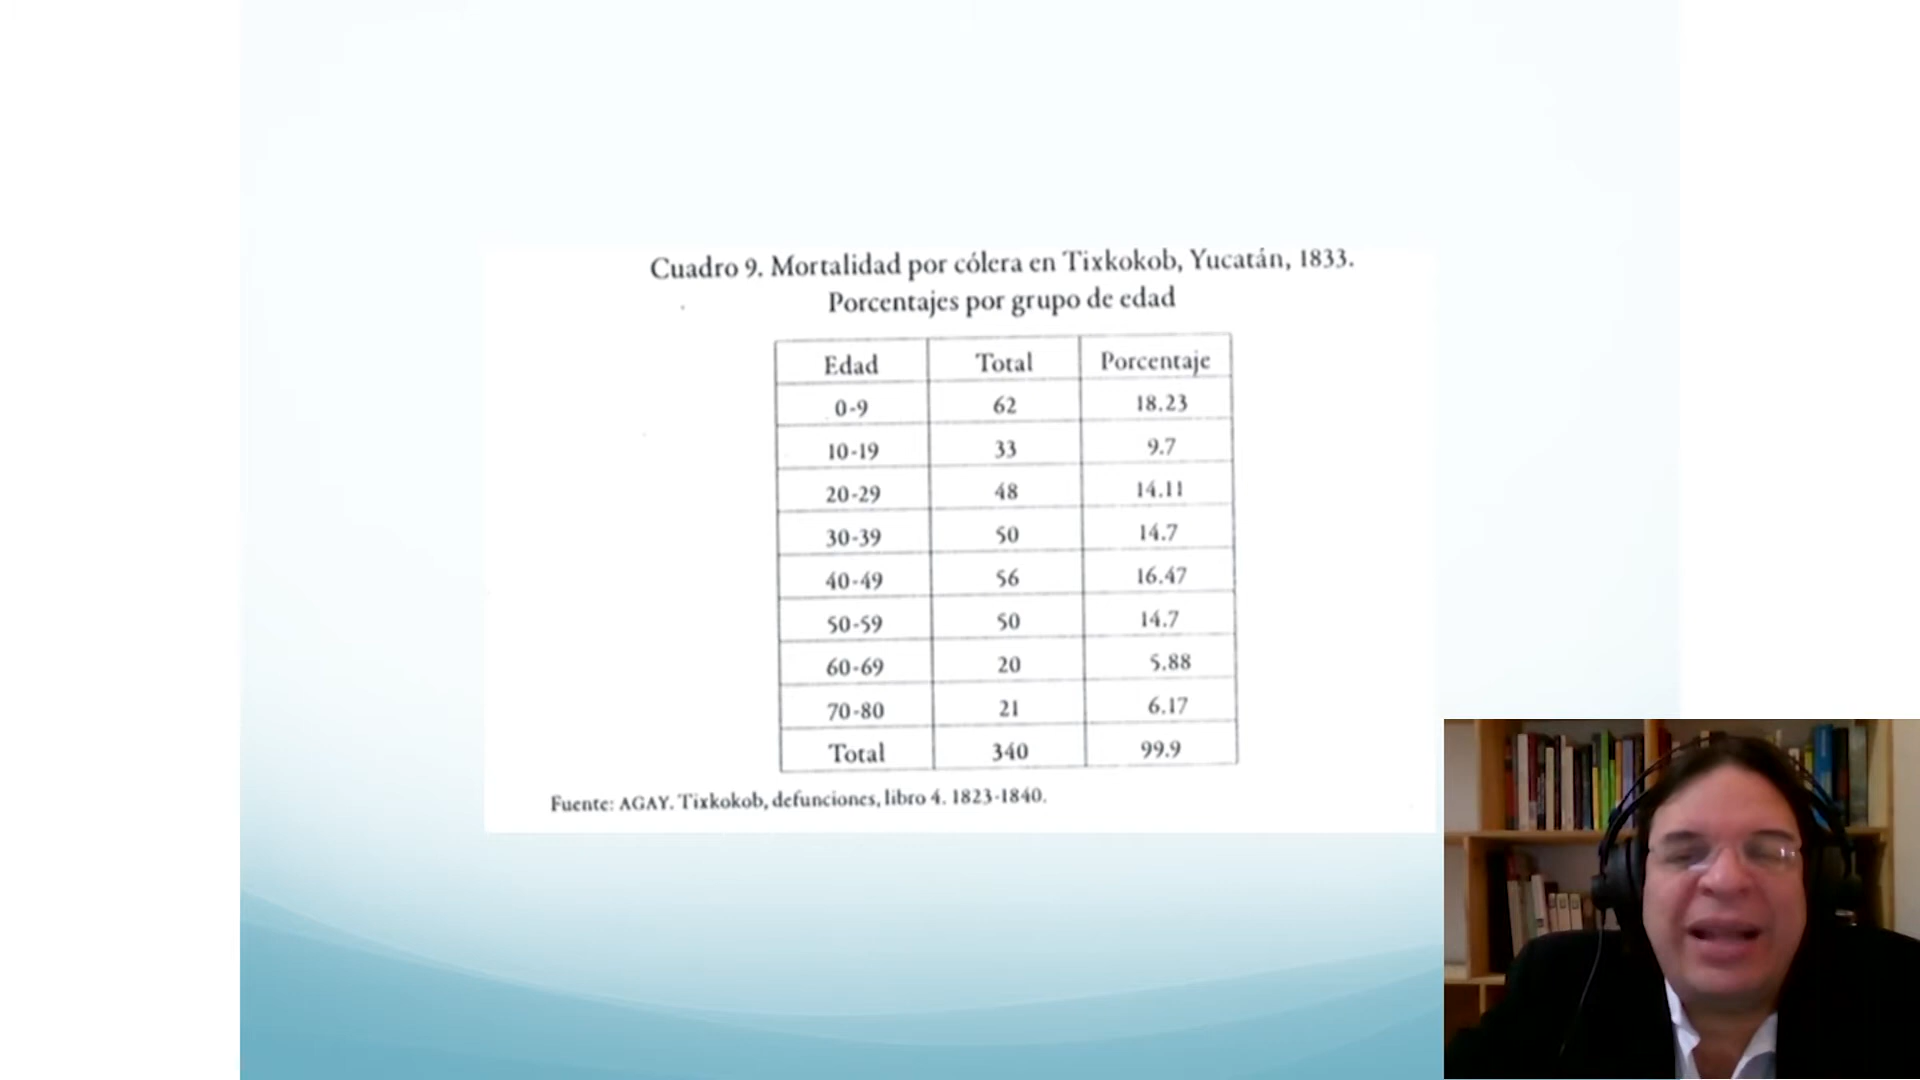 Cuadro 9. Mortalidad por cólera en Tixkokob, Yucatán, 1833.
Porcentajes por grupo de edad
Edad Total Porcentaje
0-9 62 18.23
10-19 33 9.7
20-29 48 14.11
30-39 50 14.7
40-49 56 16.47
50-59 50 14.7
60-69 20 5.88
70-80 21 6.17
Total 340 99.9
Fuente: AGAY. Tixkokob, defunciones, libro 4. 1823-1840.